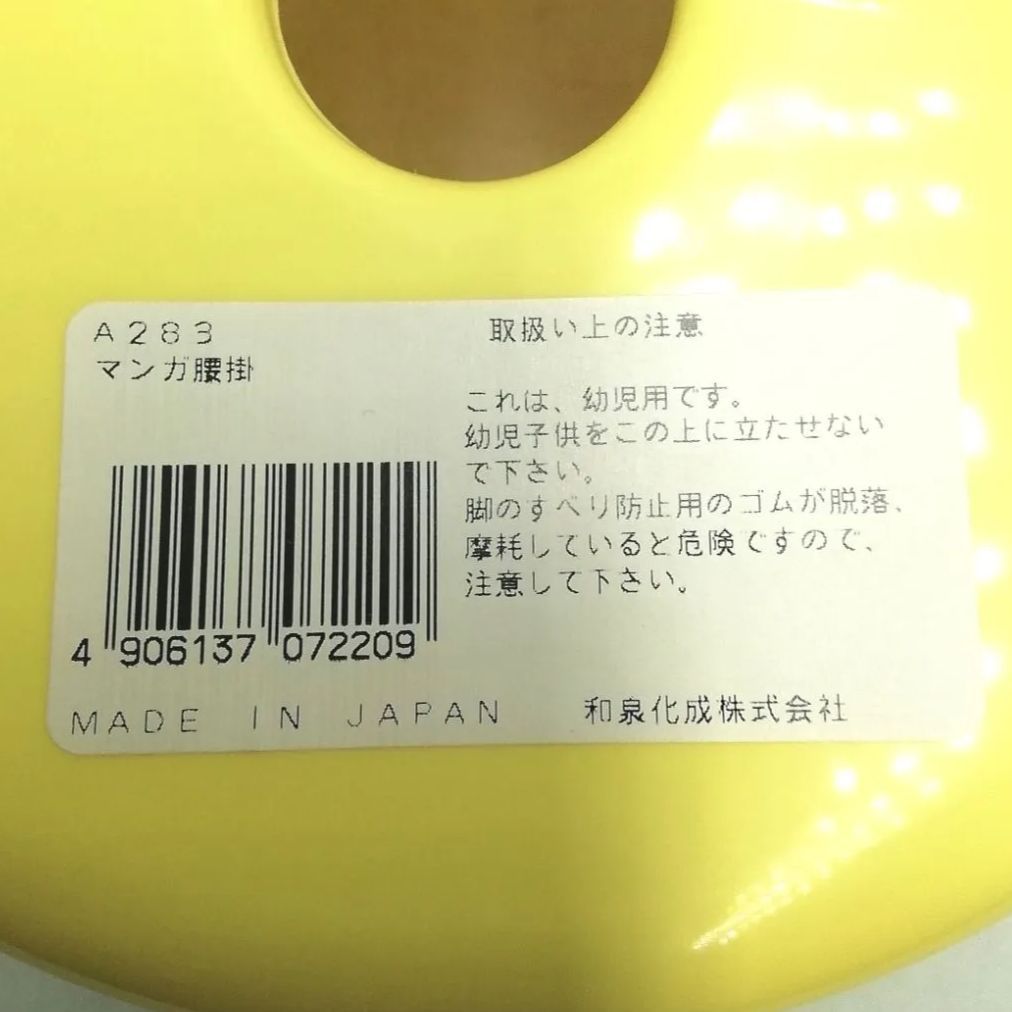 A283
マンガ腰掛
取扱い上の注意
これは、幼児用です。
幼児子供をこの上に立たせない
で下さい。
脚のすべり防止用のゴムが脱落、
摩耗していると危険ですので、
注意して下さい。
4 906137 072209
MADE IN JAPAN
和泉化成株式会社